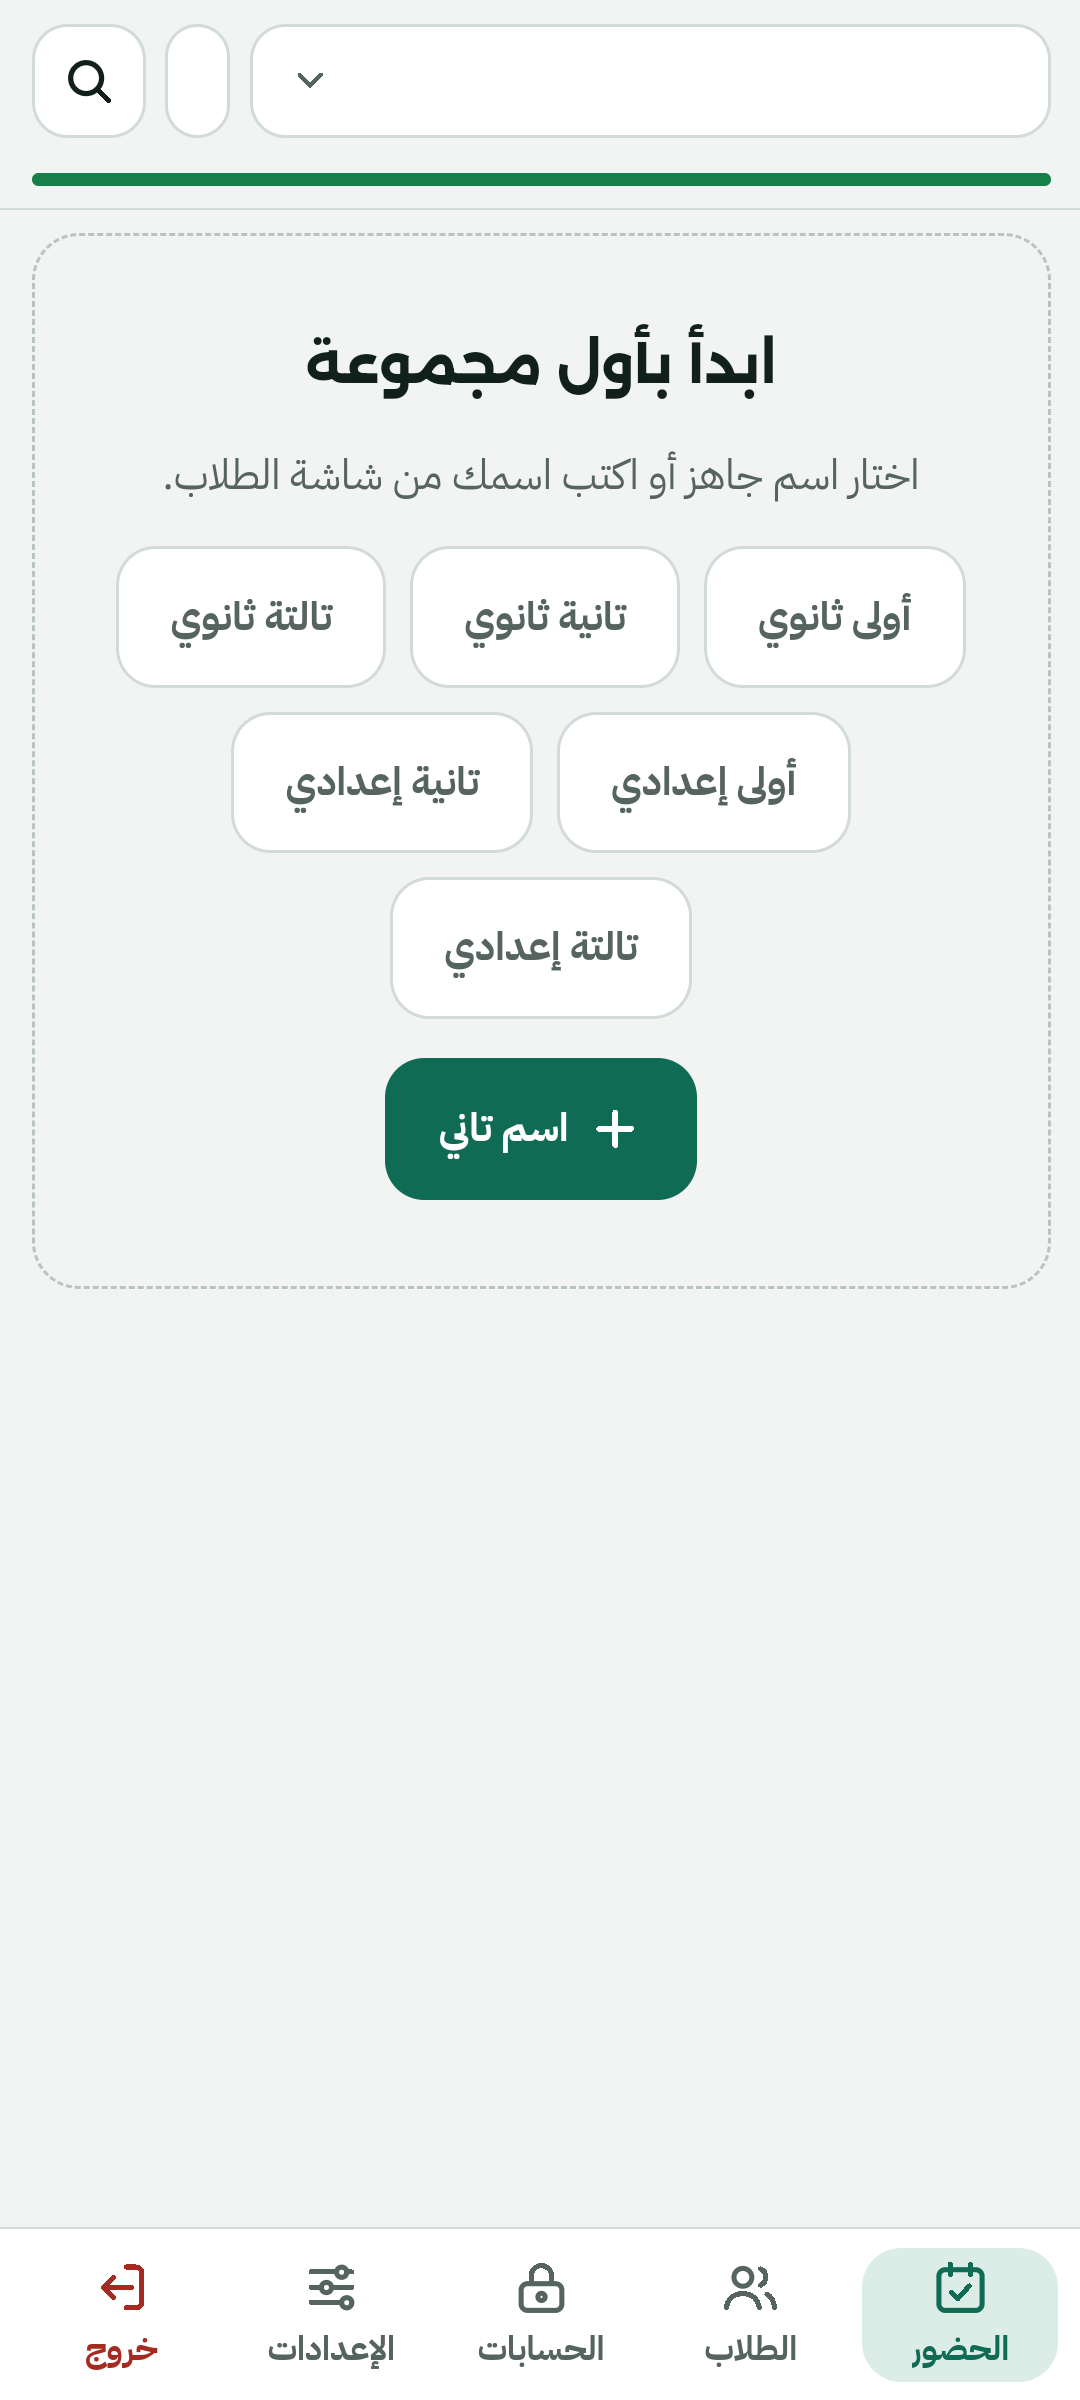 ابدأ بأول مجموعة
اختار اسم جاهز أو اكتب اسمك من شاشة الطلاب.
أولى ثانوي
تانية ثانوي
تالتة ثانوي
أولى إعدادي
تانية إعدادي
تالتة إعدادي
اسم تاني
الحضور
الطلاب
الحسابات
الإعدادات
خروج